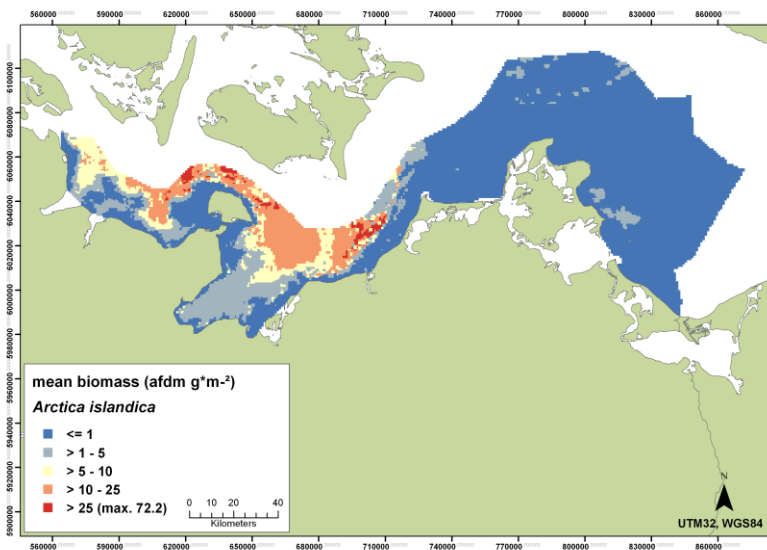 560000 590000 620000 650000 680000 710000 740000 770000 800000 830000 860000
6100000
6080000
6060000
6040000
6020000
6000000
5980000
5960000
5940000
5920000
5900000
mean biomass (afdm g*m-²)
Arctica islandica
<= 1
> 1 - 5
> 5 - 10
> 10 - 25
> 25 (max. 72.2)
0 10 20 40
Kilometers
N
UTM32, WGS84
560000 590000 620000 650000 680000 710000 740000 770000 800000 830000 860000